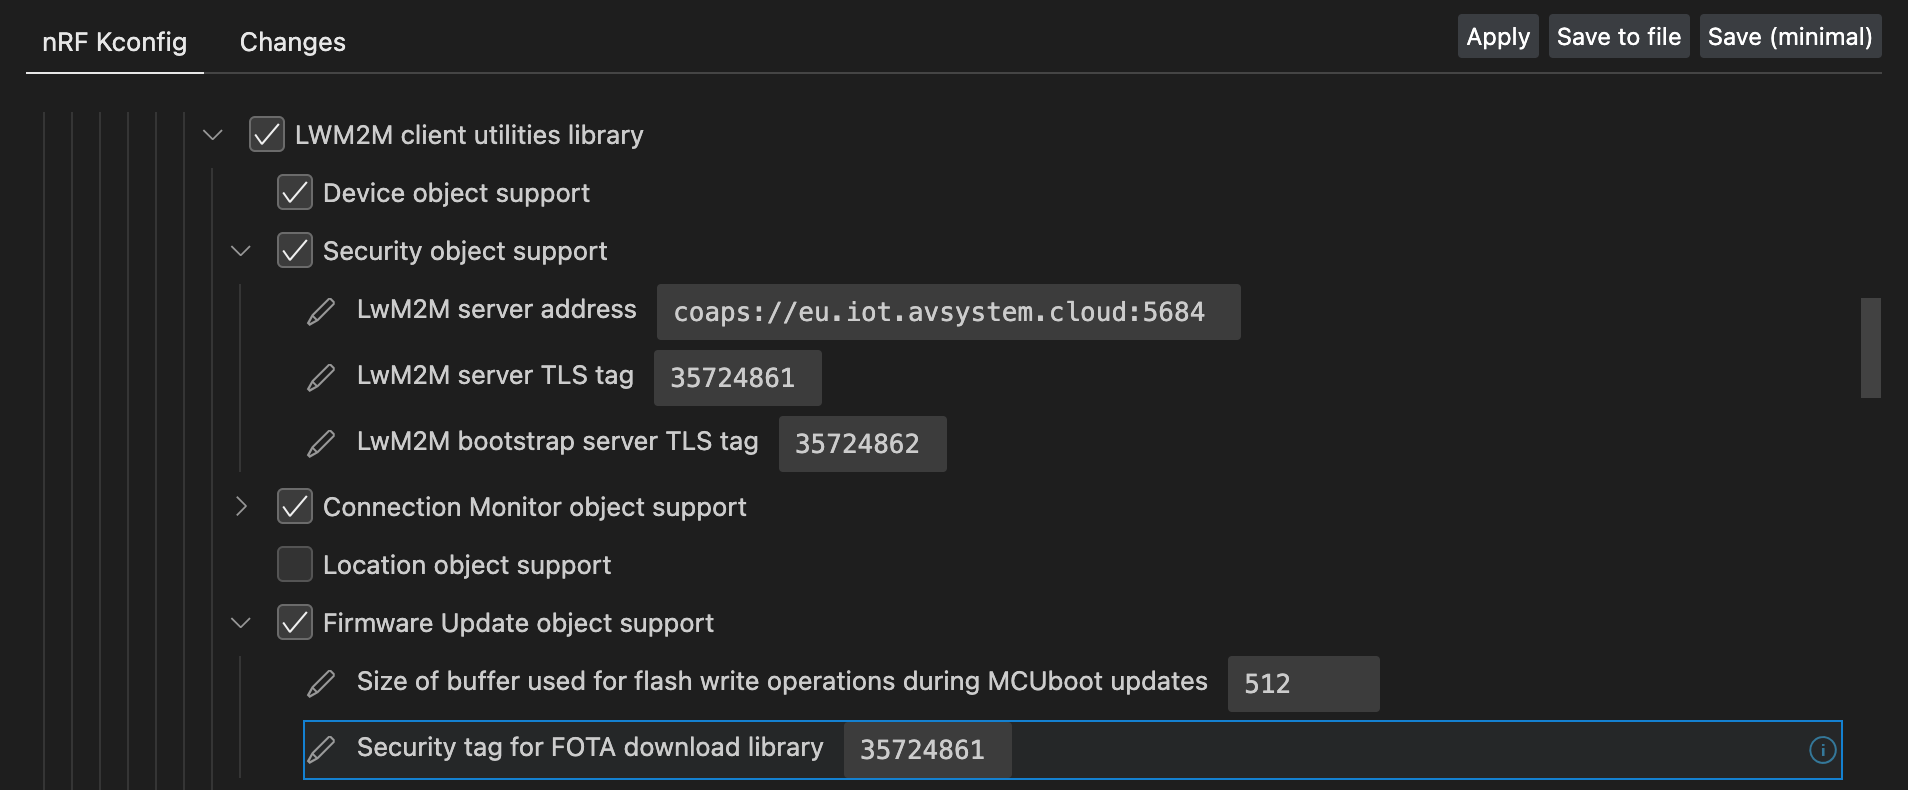 nRF Kconfig Changes Apply Save to file Save (minimal)
LWM2M client utilities library
Device object support
Security object support
LwM2M server address coaps://eu.iot.avsystem.cloud:5684
LwM2M server TLS tag 35724861
LwM2M bootstrap server TLS tag 35724862
Connection Monitor object support
Location object support
Firmware Update object support
Size of buffer used for flash write operations during MCUboot updates 512
Security tag for FOTA download library 35724861